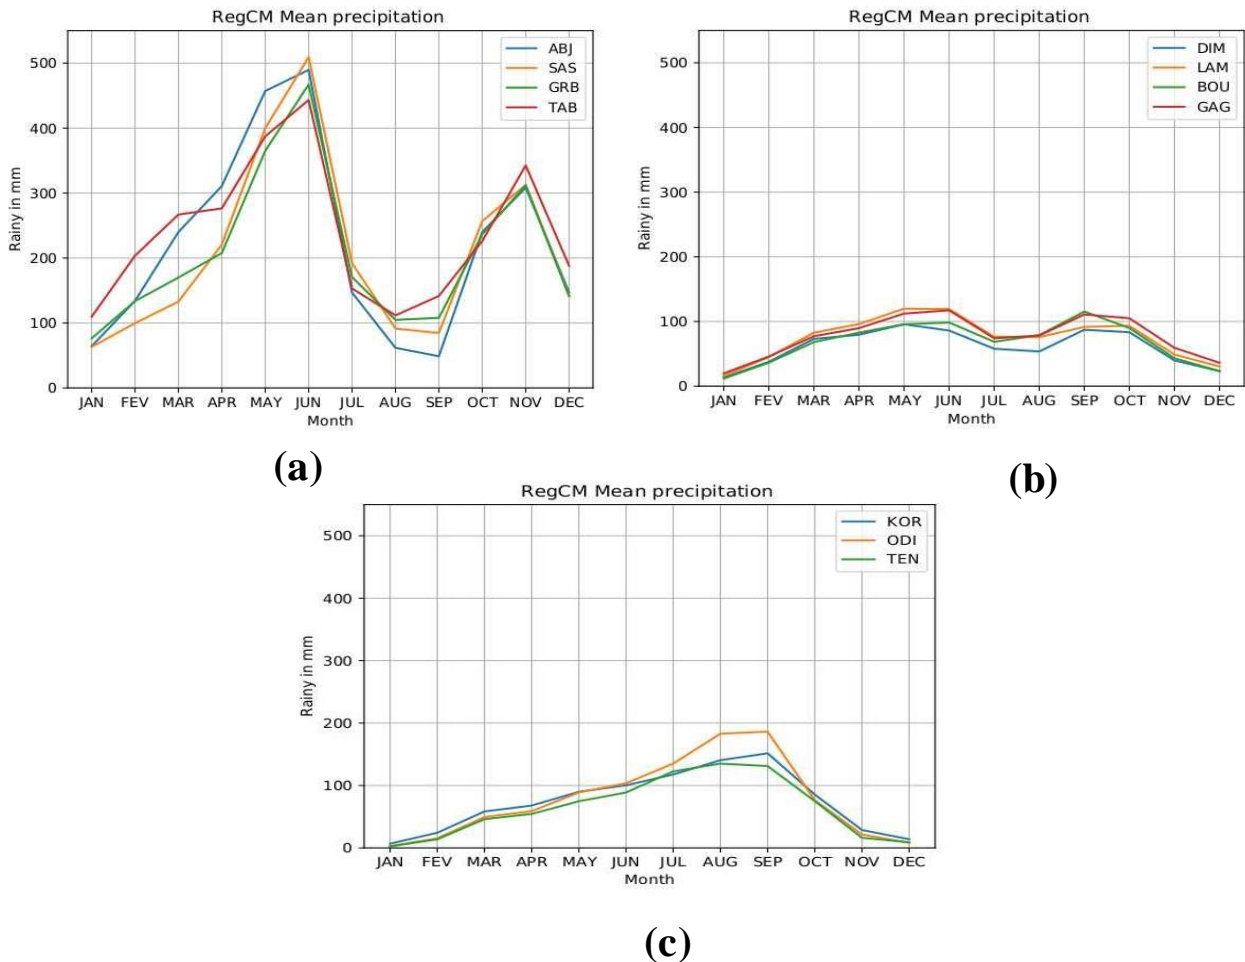 RegCM Mean precipitation
500
400
300
200
100
0
Rainy in mm
ABJ
SAS
GRB
TAB
JAN FEV MAR APR MAY JUN JUL AUG SEP OCT NOV DEC
Month
(a)
RegCM Mean precipitation
500
400
300
200
100
0
Rainy in mm
DIM
LAM
BOU
GAG
JAN FEV MAR APR MAY JUN JUL AUG SEP OCT NOV DEC
Month
(b)
RegCM Mean precipitation
500
400
300
200
100
0
Rainy in mm
KOR
ODI
TEN
JAN FEV MAR APR MAY JUN JUL AUG SEP OCT NOV DEC
Month
(c)